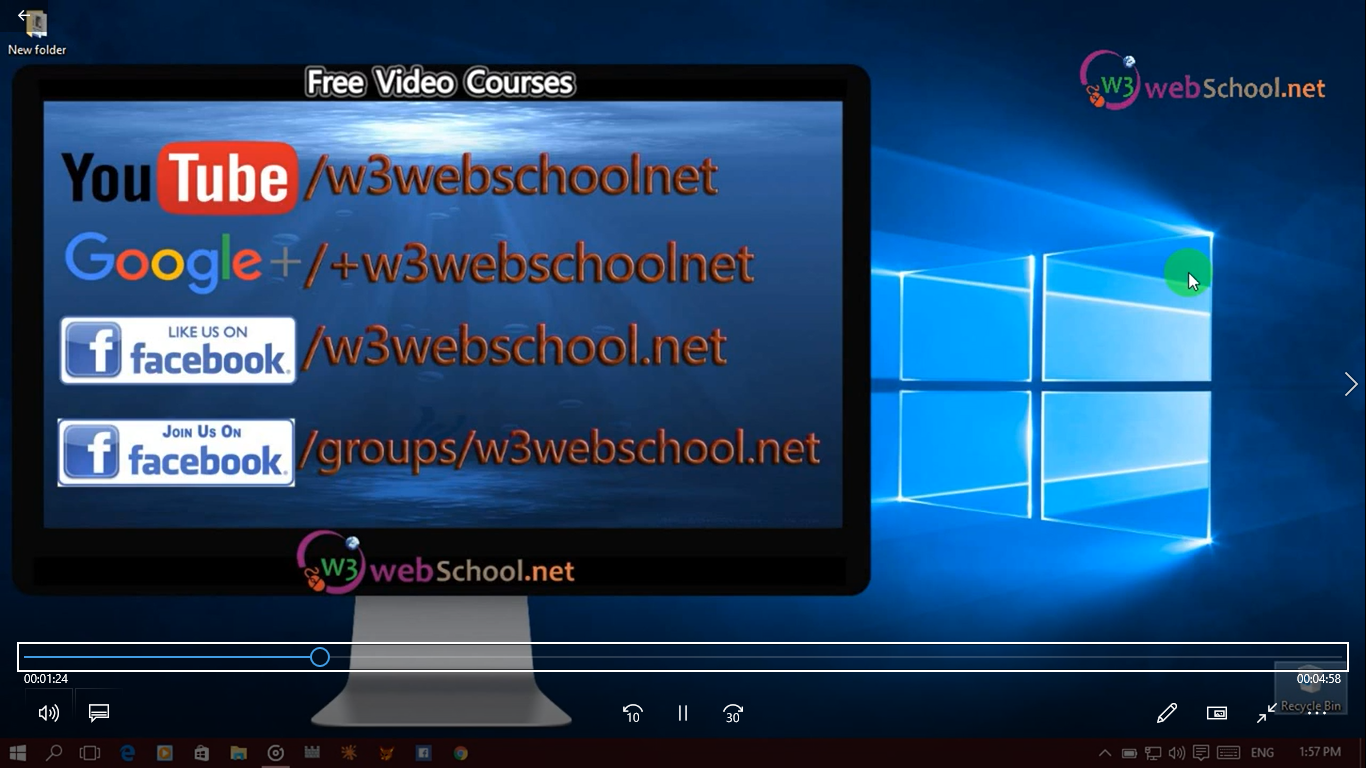 New folder
Free Video Courses
W3 webSchool.net
YouTube /w3webschoolnet
Google+ /+w3webschoolnet
LIKE US ON
facebook. /w3webschool.net
JOIN US ON
facebook. /groups/w3webschool.net
W3 webSchool.net
00:01:24
00:04:58
10
30
Recycle Bin
ENG
1:57 PM